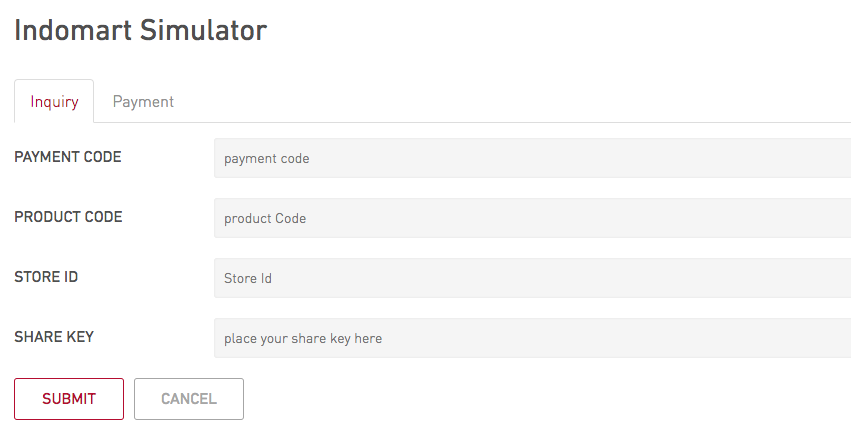 Indomart Simulator
Inquiry Payment
PAYMENT CODE payment code
PRODUCT CODE product Code
STORE ID Store Id
SHARE KEY place your share key here
SUBMIT CANCEL